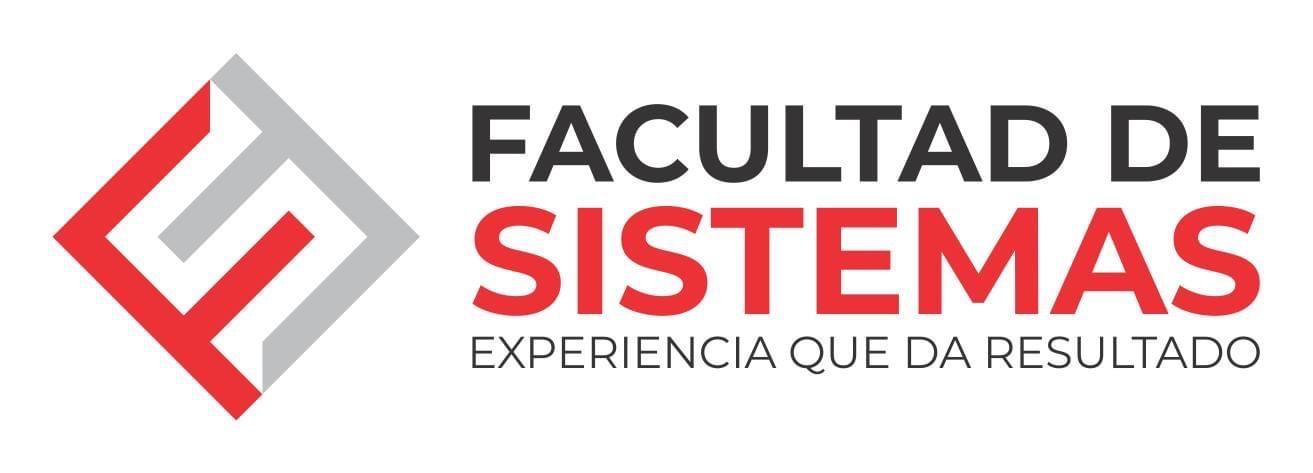 FACULTAD DE
SISTEMAS
EXPERIENCIA QUE DA RESULTADO